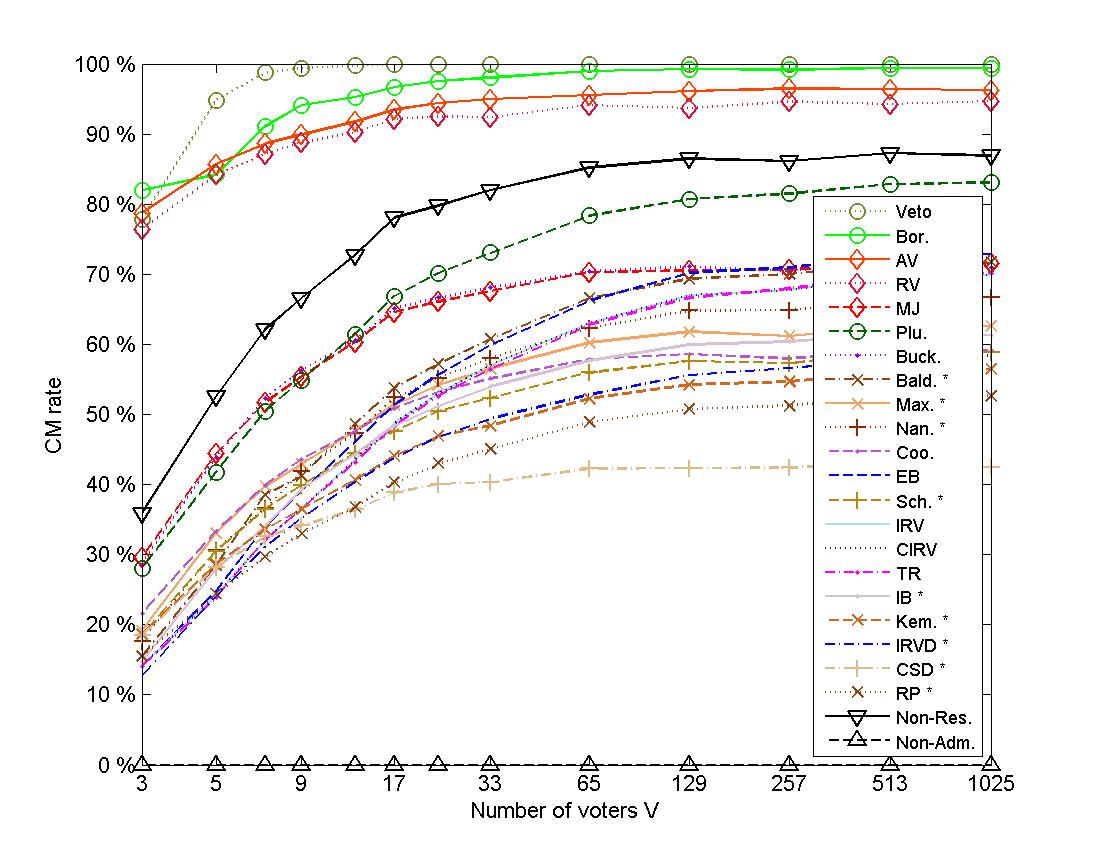 100 %
90 %
80 %
70 %
60 %
50 %
40 %
30 %
20 %
10 %
0 %
CM rate
3
5
9
17
33
65
129
257
513
1025
Number of voters V
Veto
Bor.
AV
RV
MJ
Plu.
Buck.
Bald. *
Max. *
Nan. *
Coo.
EB
Sch. *
IRV
CIRV
TR
IB *
Kem. *
IRVD *
CSD *
RP *
Non-Res.
Non-Adm.